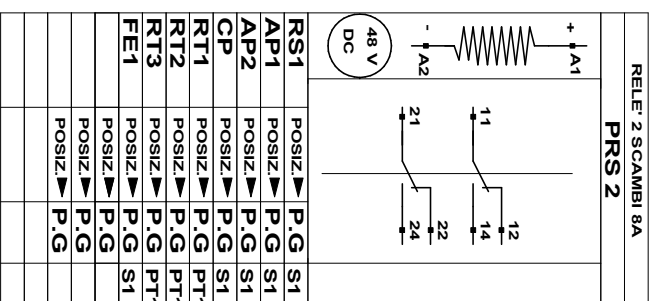 RELE' 2 SCAMBI 8A
PRS 2
+ A1
- A2
48 V
DC
11
12
14
21
22
24
RS1 POSIZ. P.G S1
AP1 POSIZ. P.G S1
AP2 POSIZ. P.G S1
CP POSIZ. P.G S1
RT1 POSIZ. P.G
RT2 POSIZ. P.G
RT3 POSIZ. P.G
FE1 POSIZ. P.G S1
POSIZ. P.G
POSIZ. P.G
POSIZ. P.G